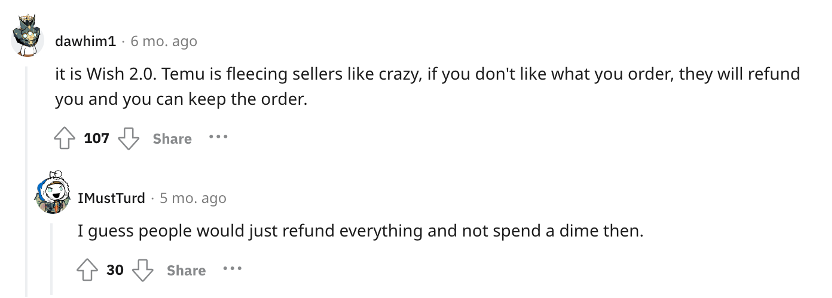 dawhim1 · 6 mo. ago
it is Wish 2.0. Temu is fleecing sellers like crazy, if you don't like what you order, they will refund
you and you can keep the order.
107 Share ···
IMustTurd · 5 mo. ago
I guess people would just refund everything and not spend a dime then.
30 Share ···